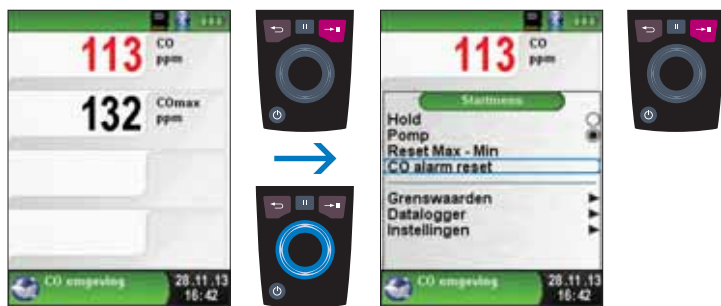 113 CO ppm
132 COmax ppm
CO omgeving 28.11.13
16:42
113 CO ppm
Startmenu
Hold
Pomp
Reset Max - Min
CO alarm reset
Grenswaarden
Datalogger
Instellingen
CO omgeving 28.11.13
16:42